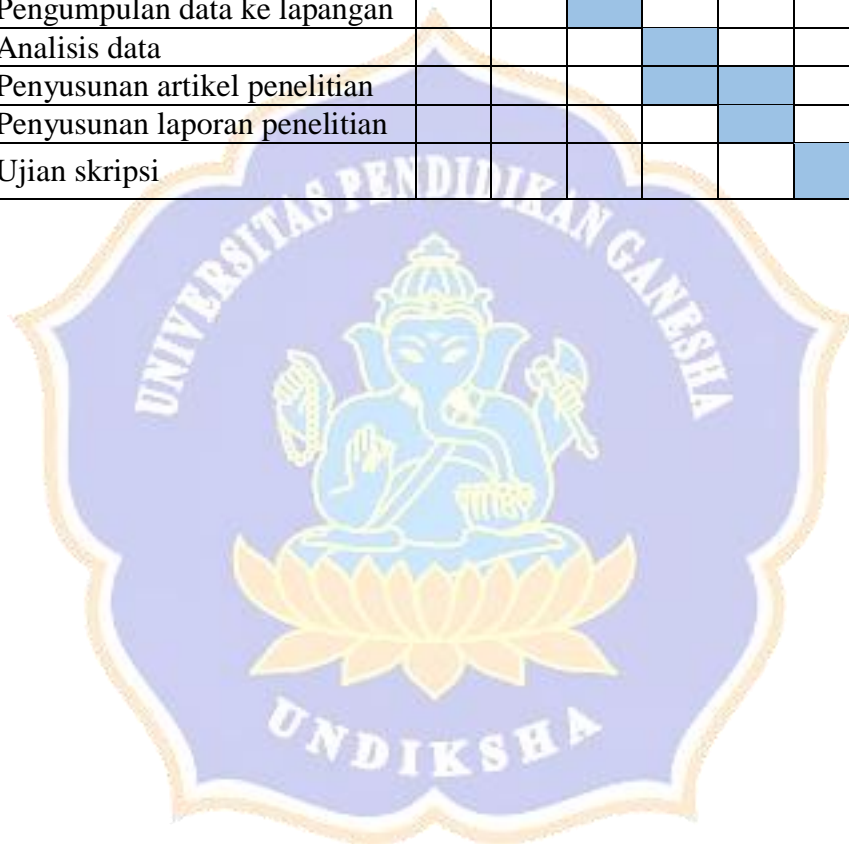 Pengumpulan data ke lapangan
Analisis data
Penyusunan artikel penelitian
Penyusunan laporan penelitian
Ujian skripsi
UNIVERSITAS PENDIDIKAN GANESHA
UNDIKSHA